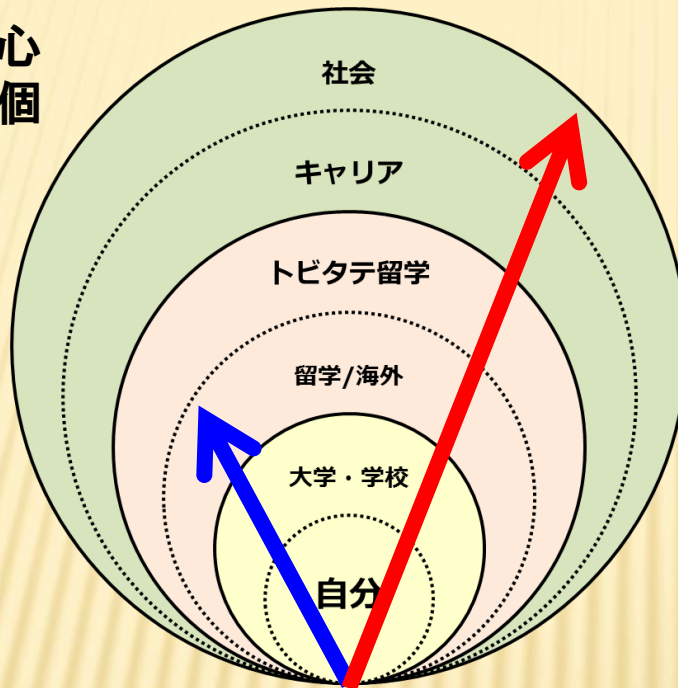 心
個
社会
キャリア
トビタテ留学
留学/海外
大学・学校
自分